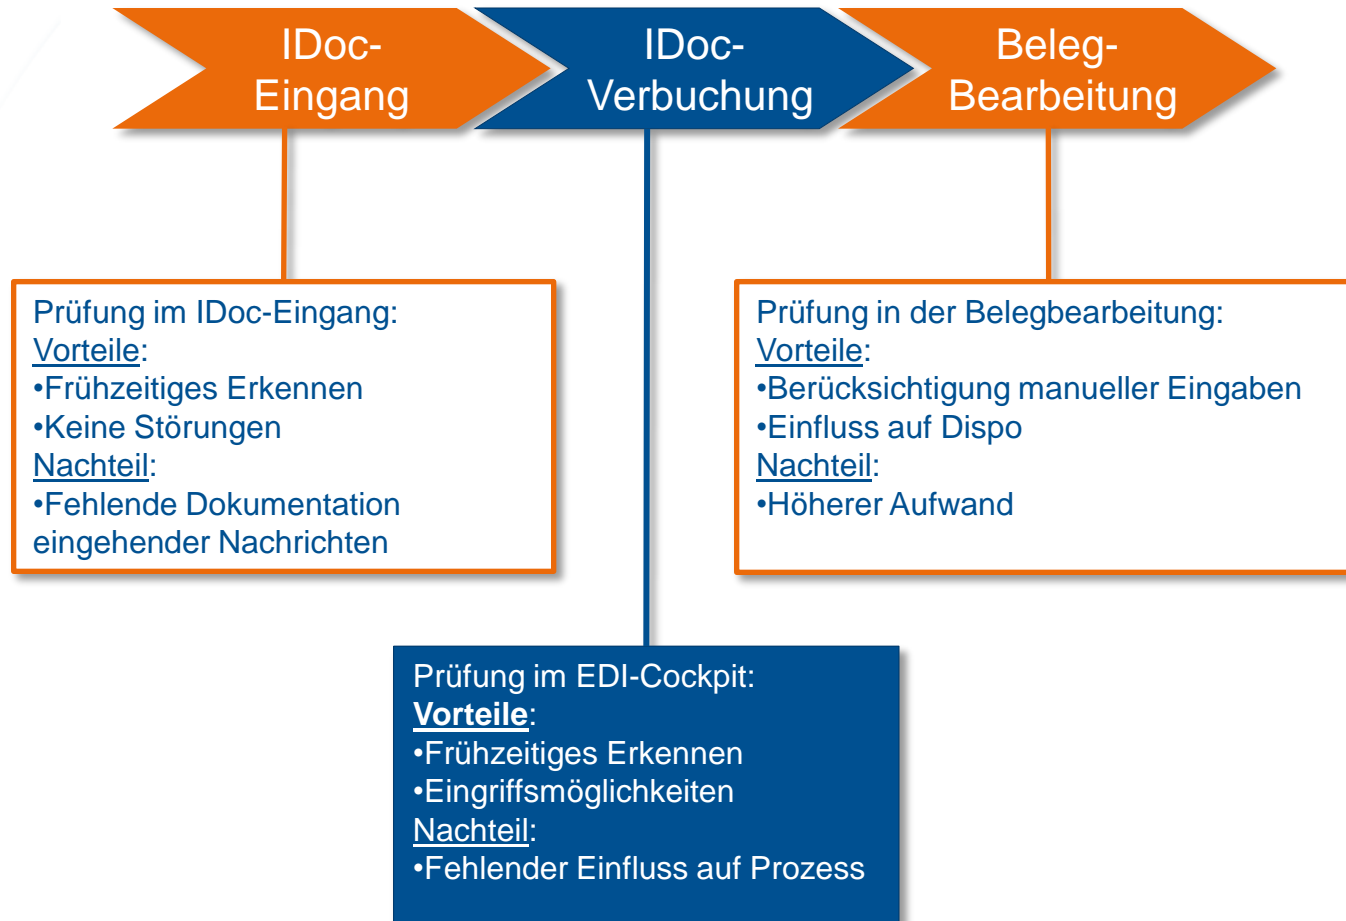 IDoc-
Eingang
IDoc-
Verbuchung
Beleg-
Bearbeitung
Prüfung im IDoc-Eingang:
Vorteile:
•Frühzeitiges Erkennen
•Keine Störungen
Nachteil:
•Fehlende Dokumentation
eingehender Nachrichten
Prüfung in der Belegbearbeitung:
Vorteile:
•Berücksichtigung manueller Eingaben
•Einfluss auf Dispo
Nachteil:
•Höherer Aufwand
Prüfung im EDI-Cockpit:
Vorteile:
•Frühzeitiges Erkennen
•Eingriffsmöglichkeiten
Nachteil:
•Fehlender Einfluss auf Prozess